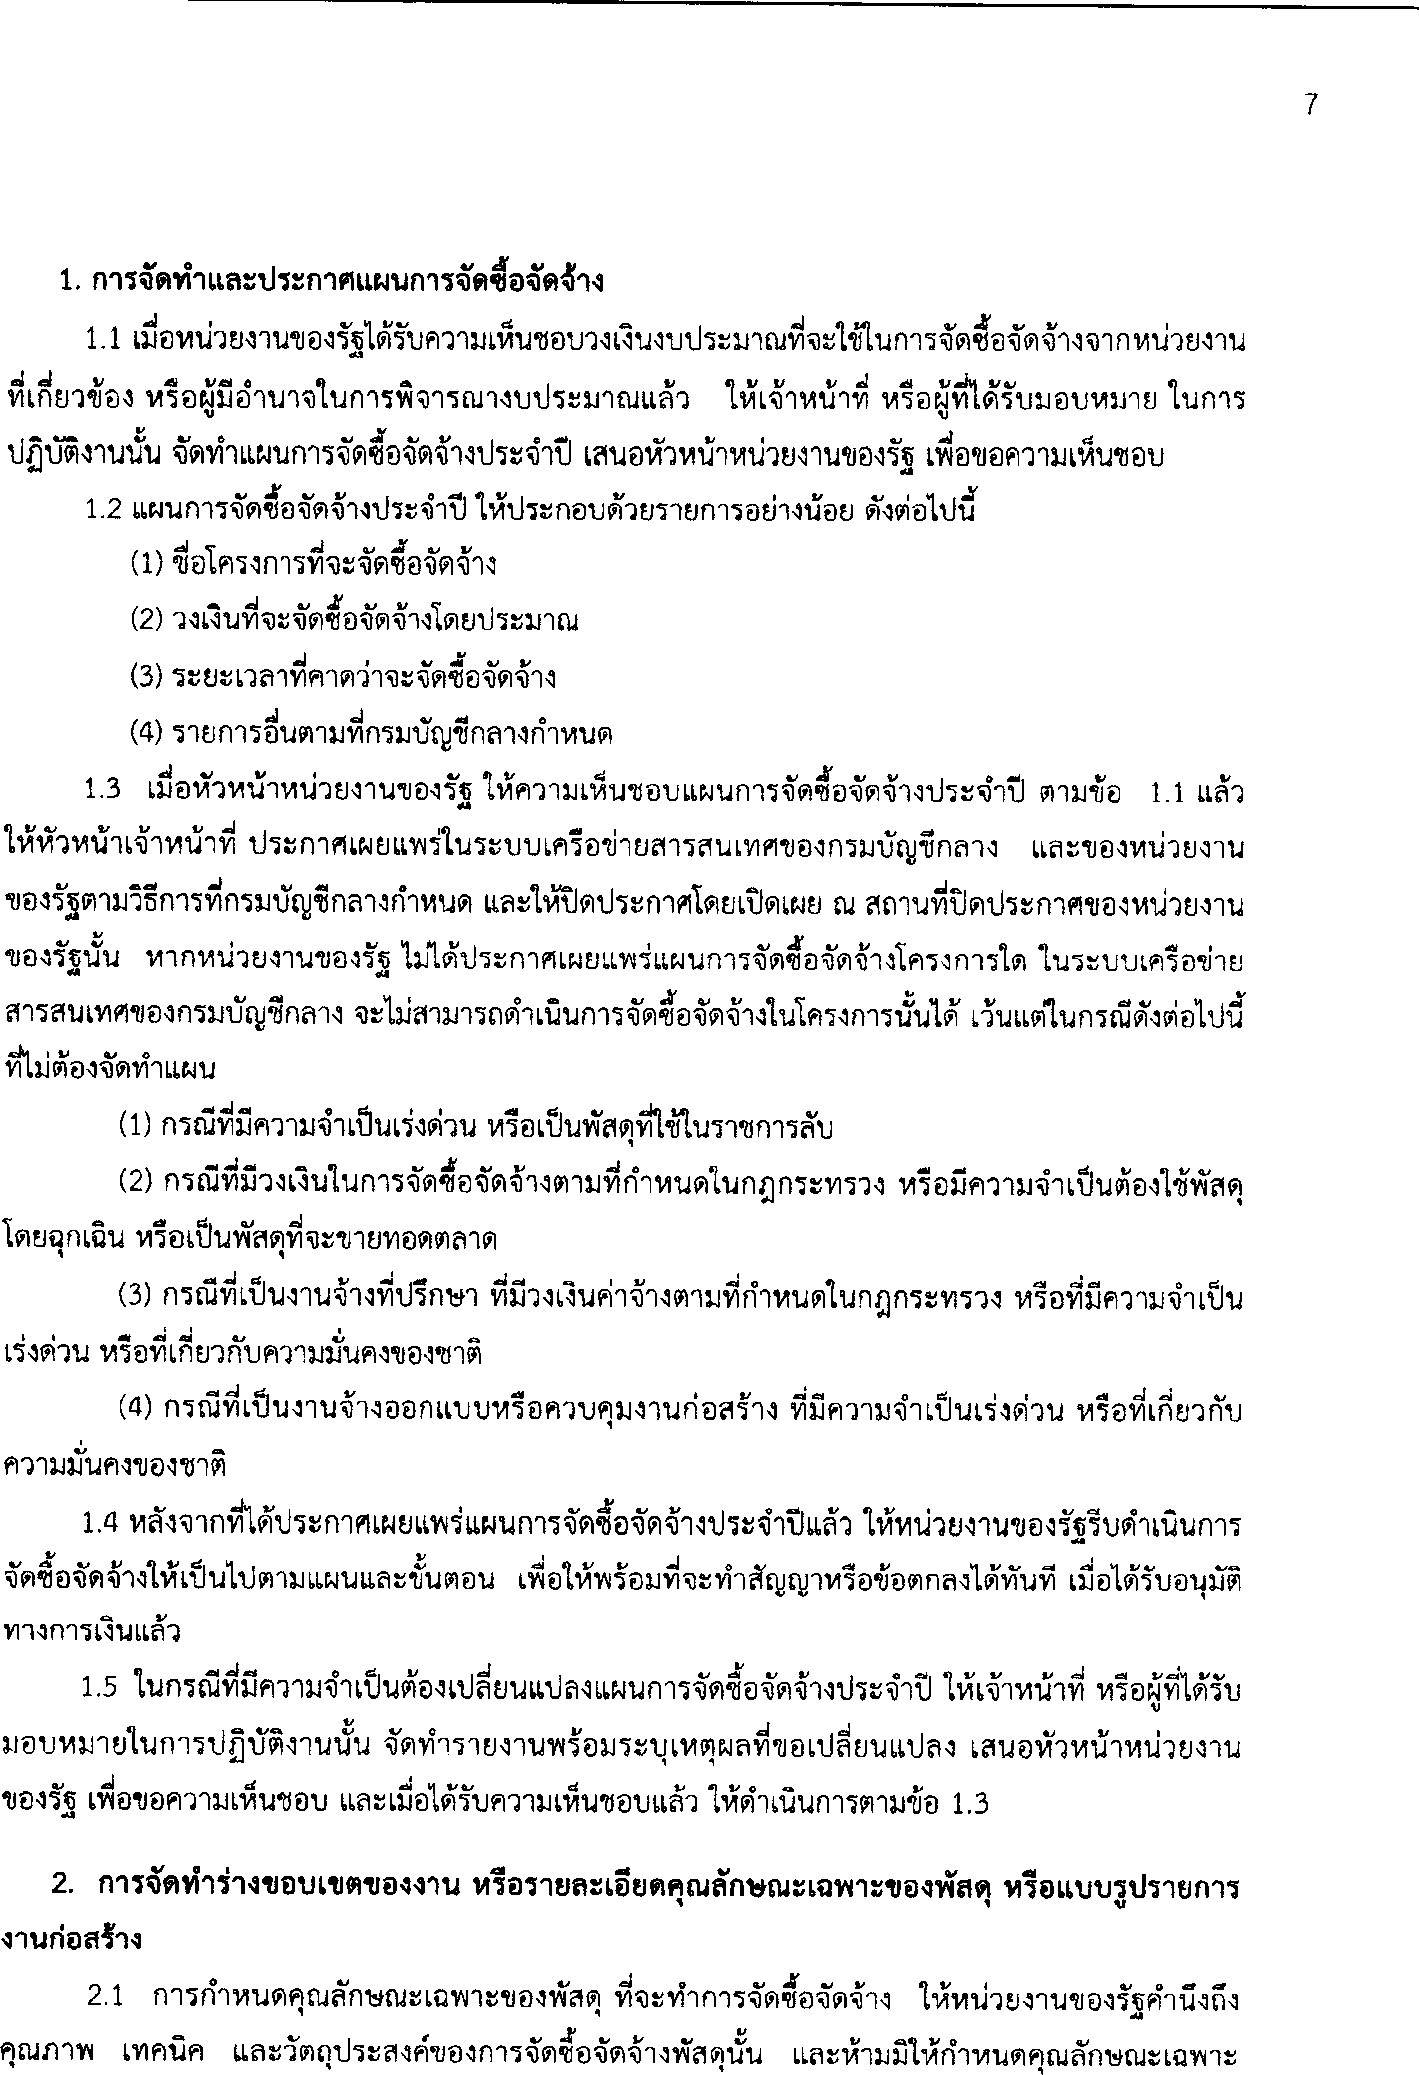 7
1. การจัดทำและประกาศแผนการจัดซื้อจัดจ้าง
1.1 เมื่อหน่วยงานของรัฐได้รับความเห็นชอบวงเงินงบประมาณที่จะใช้ในการจัดซื้อจัดจ้างจากหน่วยงาน
ที่เกี่ยวข้อง หรือผู้มีอำนาจในการพิจารณางบประมาณแล้ว ให้เจ้าหน้าที่ หรือผู้ที่ได้รับมอบหมาย ในการ
ปฏิบัติงานนั้น จัดทำแผนการจัดซื้อจัดจ้างประจำปี เสนอหัวหน้าหน่วยงานของรัฐ เพื่อขอความเห็นชอบ
1.2 แผนการจัดซื้อจัดจ้างประจำปี ให้ประกอบด้วยรายการอย่างน้อย ดังต่อไปนี้
(1) ชื่อโครงการที่จะจัดซื้อจัดจ้าง
(2) วงเงินที่จะจัดซื้อจัดจ้างโดยประมาณ
(3) ระยะเวลาที่คาดว่าจะจัดซื้อจัดจ้าง
(4) รายการอื่นตามที่กรมบัญชีกลางกำหนด
1.3 เมื่อหัวหน้าหน่วยงานของรัฐ ให้ความเห็นชอบแผนการจัดซื้อจัดจ้างประจำปี ตามข้อ 1.1 แล้ว
ให้หัวหน้าเจ้าหน้าที่ ประกาศเผยแพร่ในระบบเครือข่ายสารสนเทศของกรมบัญชีกลาง และของหน่วยงาน
ของรัฐตามวิธีการที่กรมบัญชีกลางกำหนด และให้ปิดประกาศโดยเปิดเผย ณ สถานที่ปิดประกาศของหน่วยงาน
ของรัฐนั้น หากหน่วยงานของรัฐ ไม่ได้ประกาศเผยแพร่แผนการจัดซื้อจัดจ้างโครงการใด ในระบบเครือข่าย
สารสนเทศของกรมบัญชีกลาง จะไม่สามารถดำเนินการจัดซื้อจัดจ้างในโครงการนั้นได้ เว้นแต่ในกรณีดังต่อไปนี้
ที่ไม่ต้องจัดทำแผน
(1) กรณีที่มีความจำเป็นเร่งด่วน หรือเป็นพัสดุที่ใช้ในราชการลับ
(2) กรณีที่มีวงเงินในการจัดซื้อจัดจ้างตามที่กำหนดในกฎกระทรวง หรือมีความจำเป็นต้องใช้พัสดุ
โดยฉุกเฉิน หรือเป็นพัสดุที่จะขายทอดตลาด
(3) กรณีที่เป็นงานจ้างที่ปรึกษา ที่มีวงเงินค่าจ้างตามที่กำหนดในกฎกระทรวง หรือที่มีความจำเป็น
เร่งด่วน หรือที่เกี่ยวกับความมั่นคงของชาติ
(4) กรณีที่เป็นงานจ้างออกแบบหรือควบคุมงานก่อสร้าง ที่มีความจำเป็นเร่งด่วน หรือที่เกี่ยวกับ
ความมั่นคงของชาติ
1.4 หลังจากที่ได้ประกาศเผยแพร่แผนการจัดซื้อจัดจ้างประจำปีแล้ว ให้หน่วยงานของรัฐรีบดำเนินการ
จัดซื้อจัดจ้างให้เป็นไปตามแผนและขั้นตอน เพื่อให้พร้อมที่จะทำสัญญาหรือข้อตกลงได้ทันที เมื่อได้รับอนุมัติ
ทางการเงินแล้ว
1.5 ในกรณีที่มีความจำเป็นต้องเปลี่ยนแปลงแผนการจัดซื้อจัดจ้างประจำปี ให้เจ้าหน้าที่ หรือผู้ที่ได้รับ
มอบหมายในการปฏิบัติงานนั้น จัดทำรายงานพร้อมระบุเหตุผลที่ขอเปลี่ยนแปลง เสนอหัวหน้าหน่วยงาน
ของรัฐ เพื่อขอความเห็นชอบ และเมื่อได้รับความเห็นชอบแล้ว ให้ดำเนินการตามข้อ 1.3
2. การจัดทำร่างขอบเขตของงาน หรือรายละเอียดคุณลักษณะเฉพาะของพัสดุ หรือแบบรูปรายการ
งานก่อสร้าง
2.1 การกำหนดคุณลักษณะเฉพาะของพัสดุ ที่จะทำการจัดซื้อจัดจ้าง ให้หน่วยงานของรัฐคำนึงถึง
คุณภาพ เทคนิค และวัตถุประสงค์ของการจัดซื้อจัดจ้างพัสดุนั้น และห้ามมิให้กำหนดคุณลักษณะเฉพาะ